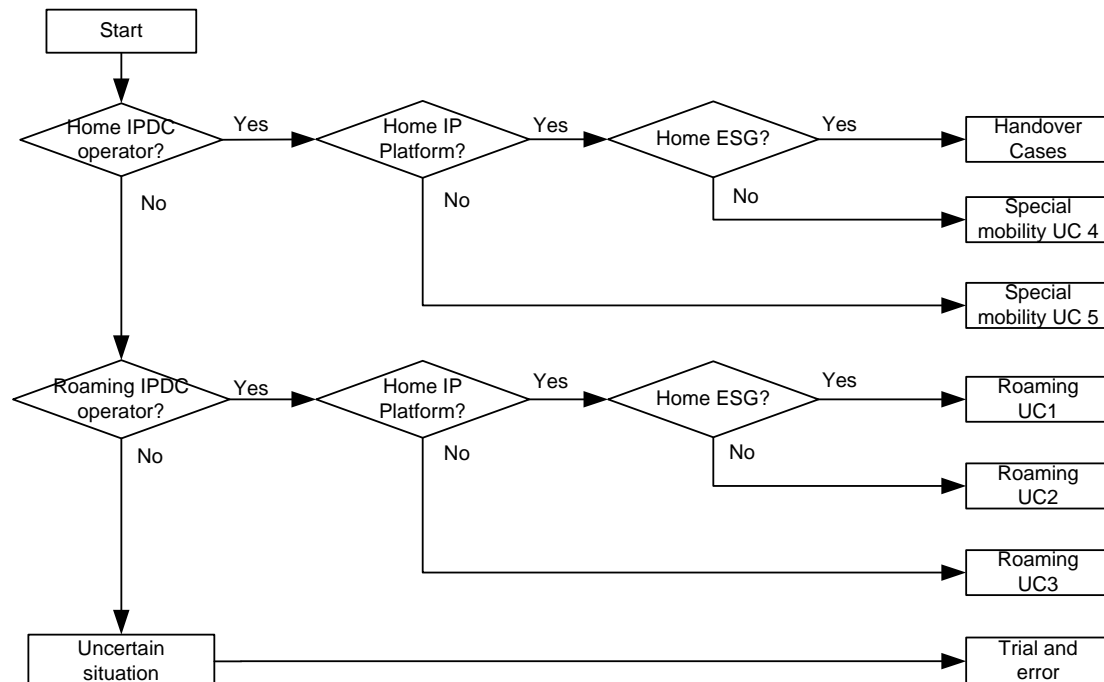 Start
Home IPDC
operator?
Yes
Home IP
Platform?
Yes
Home ESG?
Yes
Handover
Cases
No
No
No
Special
mobility UC 4
Special
mobility UC 5
Roaming IPDC
operator?
Yes
Home IP
Platform?
Yes
Home ESG?
Yes
Roaming
UC1
No
No
No
Roaming
UC2
Roaming
UC3
Uncertain
situation
Trial and
error